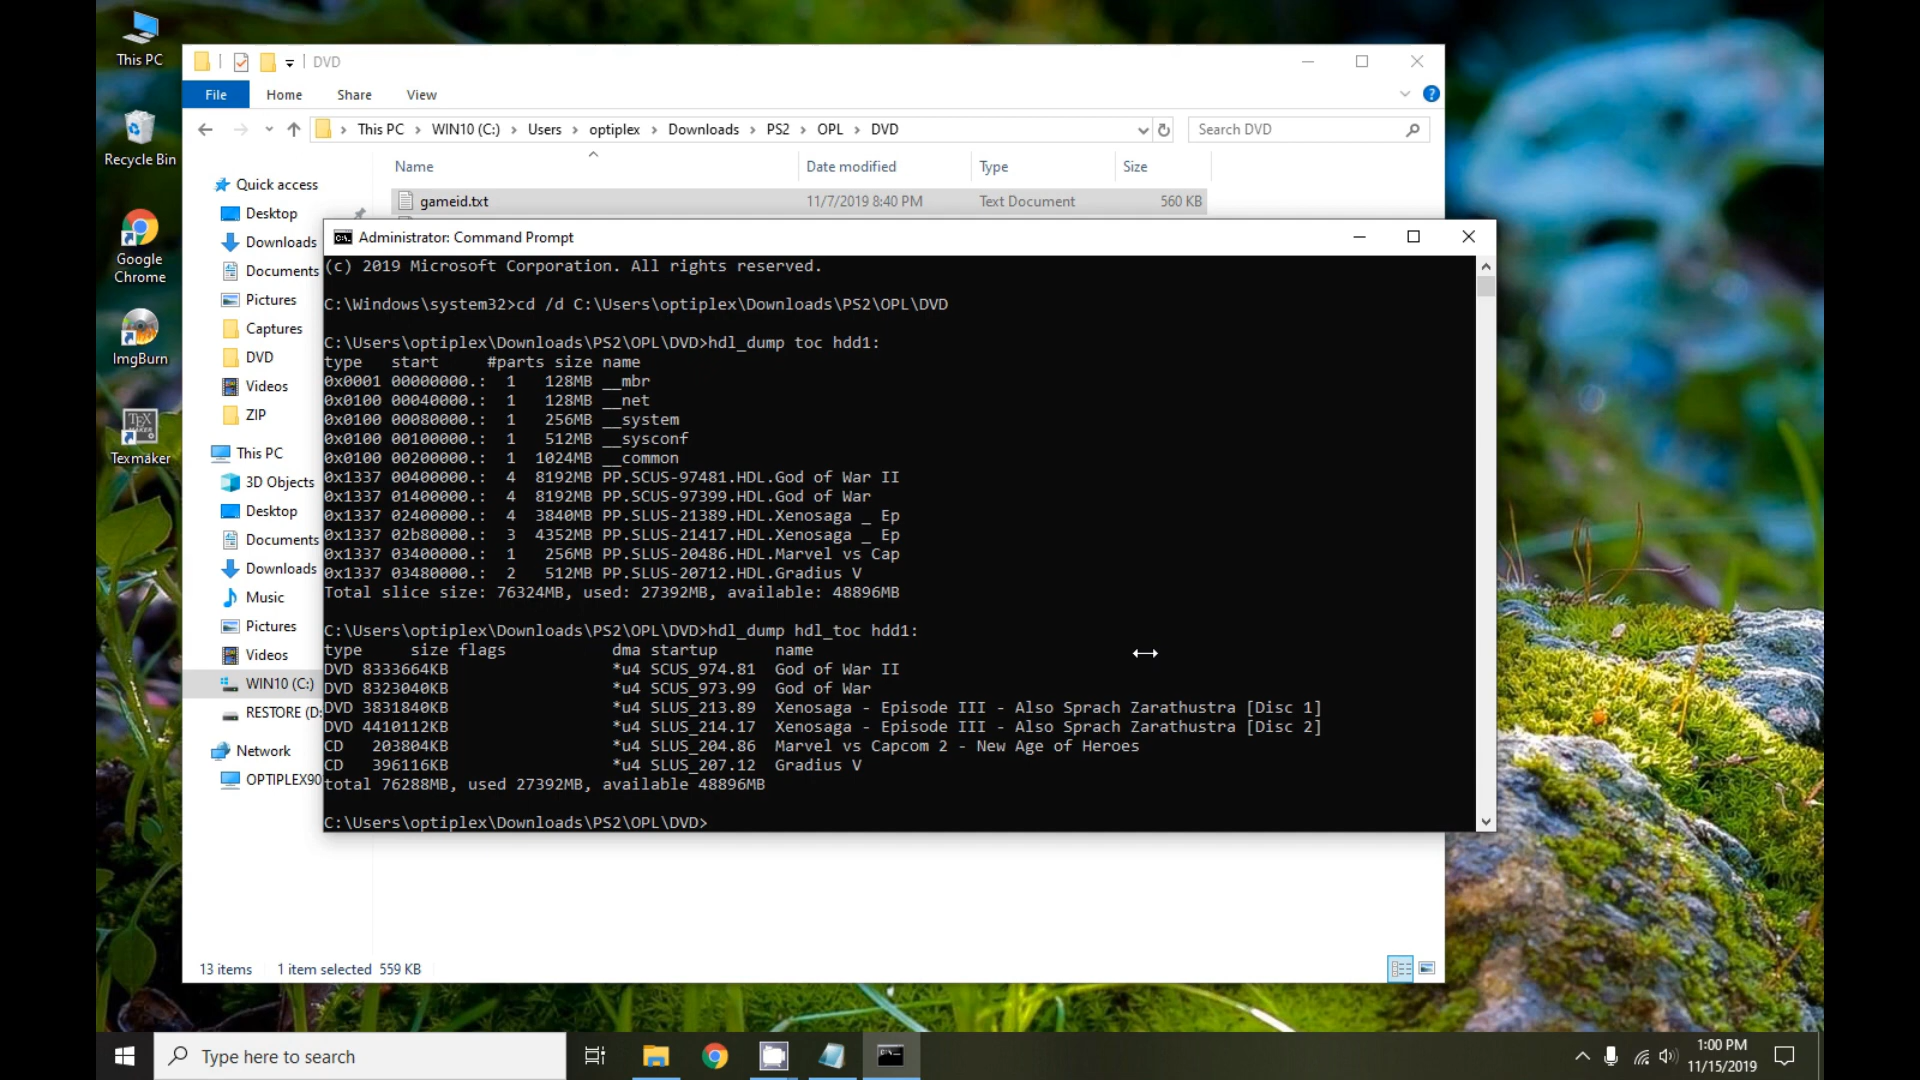 This PC
Recycle Bin
Google
Chrome
ImgBurn
TEX
MAKER
Texmaker
DVD
File Home Share View
This PC > WIN10 (C:) > Users > optiplex > Downloads > PS2 > OPL > DVD
Search DVD
Name Date modified Type Size
gameid.txt 11/7/2019 8:40 PM Text Document 560 KB
Quick access
Desktop
Downloads
Documents
Pictures
Captures
DVD
Videos
ZIP
This PC
3D Objects
Desktop
Documents
Downloads
Music
Pictures
Videos
WIN10 (C:)
RESTORE (D:
Network
OPTIPLEX90
13 items 1 item selected 559 KB
C:\. Administrator: Command Prompt
(c) 2019 Microsoft Corporation. All rights reserved.
C:\Windows\system32>cd /d C:\Users\optiplex\Downloads\PS2\OPL\DVD
C:\Users\optiplex\Downloads\PS2\OPL\DVD>hdl_dump toc hdd1:
type start #parts size name
0x0001 00000000.: 1 128MB __mbr
0x0100 00040000.: 1 128MB __net
0x0100 00080000.: 1 256MB __system
0x0100 00100000.: 1 512MB __sysconf
0x0100 00200000.: 1 1024MB __common
0x1337 00400000.: 4 8192MB PP.SCUS-97481.HDL.God of War II
0x1337 01400000.: 4 8192MB PP.SCUS-97399.HDL.God of War
0x1337 02400000.: 4 3840MB PP.SLUS-21389.HDL.Xenosaga _ Ep
0x1337 02b80000.: 3 4352MB PP.SLUS-21417.HDL.Xenosaga _ Ep
0x1337 03400000.: 1 256MB PP.SLUS-20486.HDL.Marvel vs Cap
0x1337 03480000.: 2 512MB PP.SLUS-20712.HDL.Gradius V
Total slice size: 76324MB, used: 27392MB, available: 48896MB
C:\Users\optiplex\Downloads\PS2\OPL\DVD>hdl_dump hdl_toc hdd1:
type size flags dma startup name
DVD 8333664KB *u4 SCUS_974.81 God of War II
DVD 8323040KB *u4 SCUS_973.99 God of War
DVD 3831840KB *u4 SLUS_213.89 Xenosaga - Episode III - Also Sprach Zarathustra [Disc 1]
DVD 4410112KB *u4 SLUS_214.17 Xenosaga - Episode III - Also Sprach Zarathustra [Disc 2]
CD 203804KB *u4 SLUS_204.86 Marvel vs Capcom 2 - New Age of Heroes
CD 396116KB *u4 SLUS_207.12 Gradius V
total 76288MB, used 27392MB, available 48896MB
C:\Users\optiplex\Downloads\PS2\OPL\DVD>
Type here to search
1:00 PM
11/15/2019